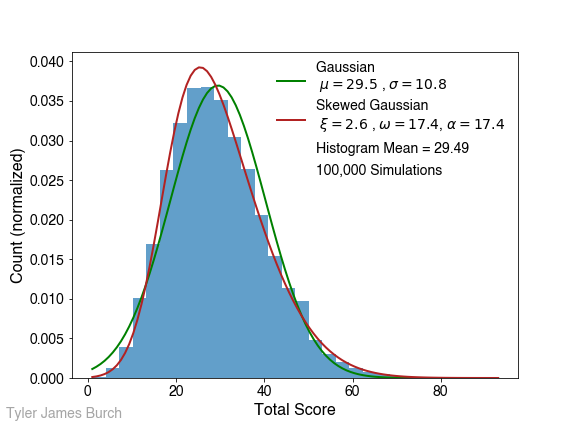 0.040
0.035
0.030
0.025
0.020
0.015
0.010
0.005
0.000
Count (normalized)
0
20
40
60
80
Total Score
Gaussian
μ = 29.5 , σ = 10.8
Skewed Gaussian
ξ = 2.6 , ω = 17.4, α = 17.4
Histogram Mean = 29.49
100,000 Simulations
Tyler James Burch